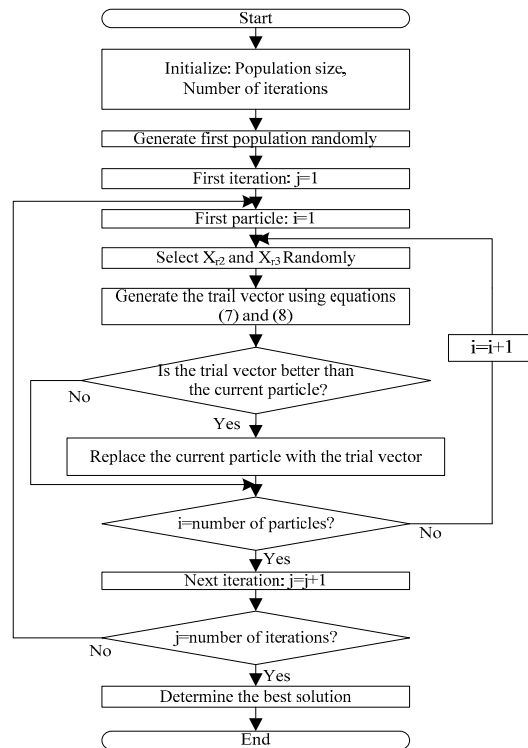 Start
Initialize: Population size,
Number of iterations
Generate first population randomly
First iteration: j=1
First particle: i=1
Select Xr2 and Xr3 Randomly
Generate the trail vector using equations
(7) and (8)
i=i+1
Is the trial vector better than
the current particle?
No
Yes
Replace the current particle with the trial vector
i=number of particles?
No
Yes
Next iteration: j=j+1
j=number of iterations?
No
Yes
Determine the best solution
End